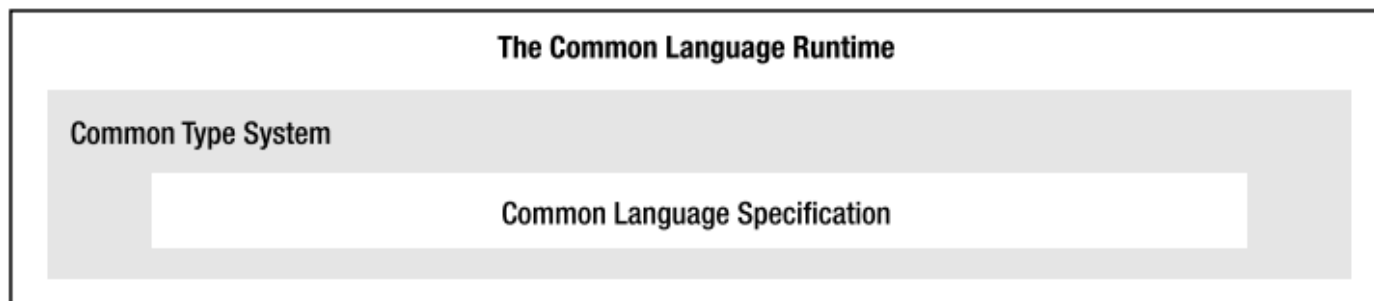 The Common Language Runtime
Common Type System
Common Language Specification